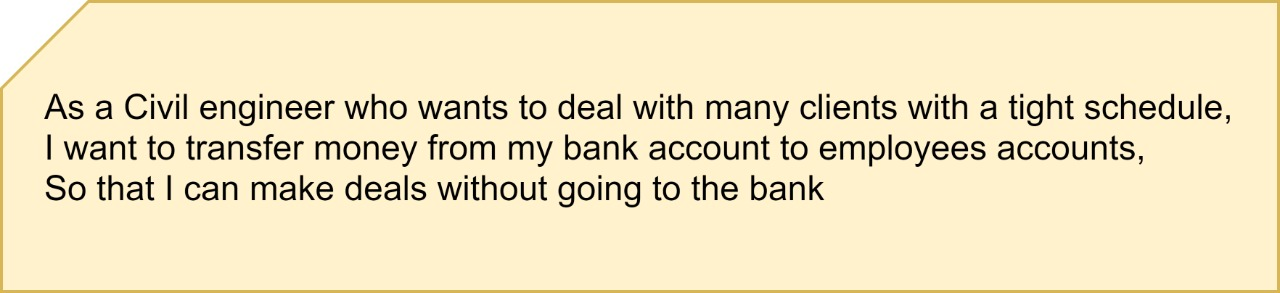 As a Civil engineer who wants to deal with many clients with a tight schedule,
I want to transfer money from my bank account to employees accounts,
So that I can make deals without going to the bank